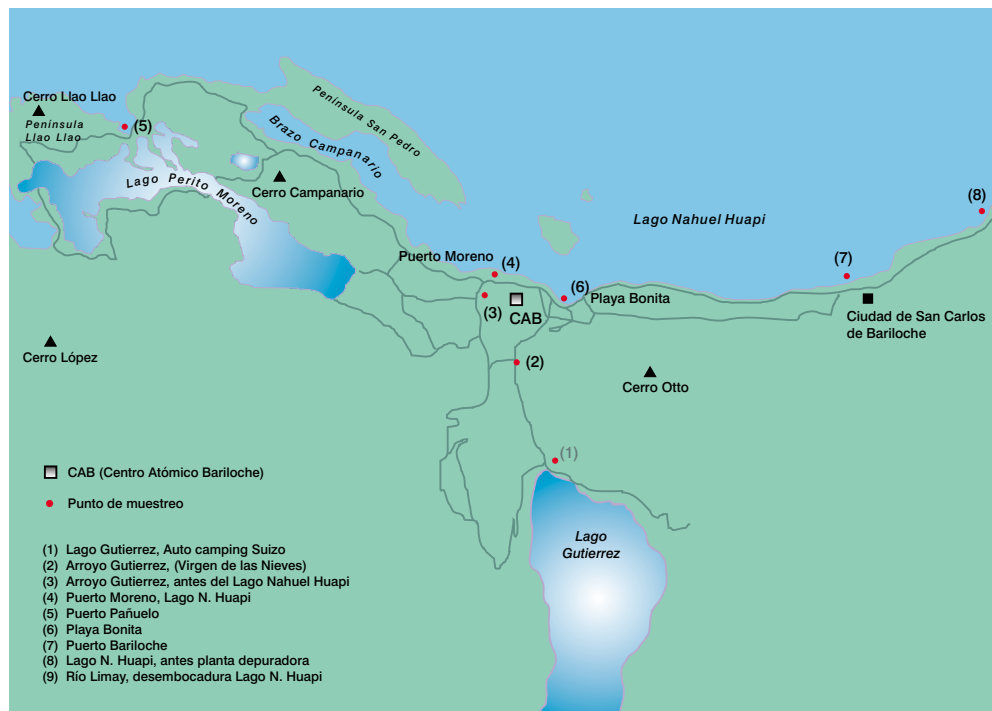 Cerro Llao Llao
Península
Llao Llao
(5)
Península San Pedro
Brazo Campanario
Lago Perito Moreno
Cerro Campanario
Lago Nahuel Huapi
(8)
Puerto Moreno
(4)
(7)
(6)
Playa Bonita
(3)
CAB
Ciudad de San Carlos
de Bariloche
Cerro López
(2)
Cerro Otto
(1)
CAB (Centro Atómico Bariloche)
Punto de muestreo
Lago
Gutierrez
(1) Lago Gutierrez, Auto camping Suizo
(2) Arroyo Gutierrez, (Virgen de las Nieves)
(3) Arroyo Gutierrez, antes del Lago Nahuel Huapi
(4) Puerto Moreno, Lago N. Huapi
(5) Puerto Pañuelo
(6) Playa Bonita
(7) Puerto Bariloche
(8) Lago N. Huapi, antes planta depuradora
(9) Río Limay, desembocadura Lago N. Huapi